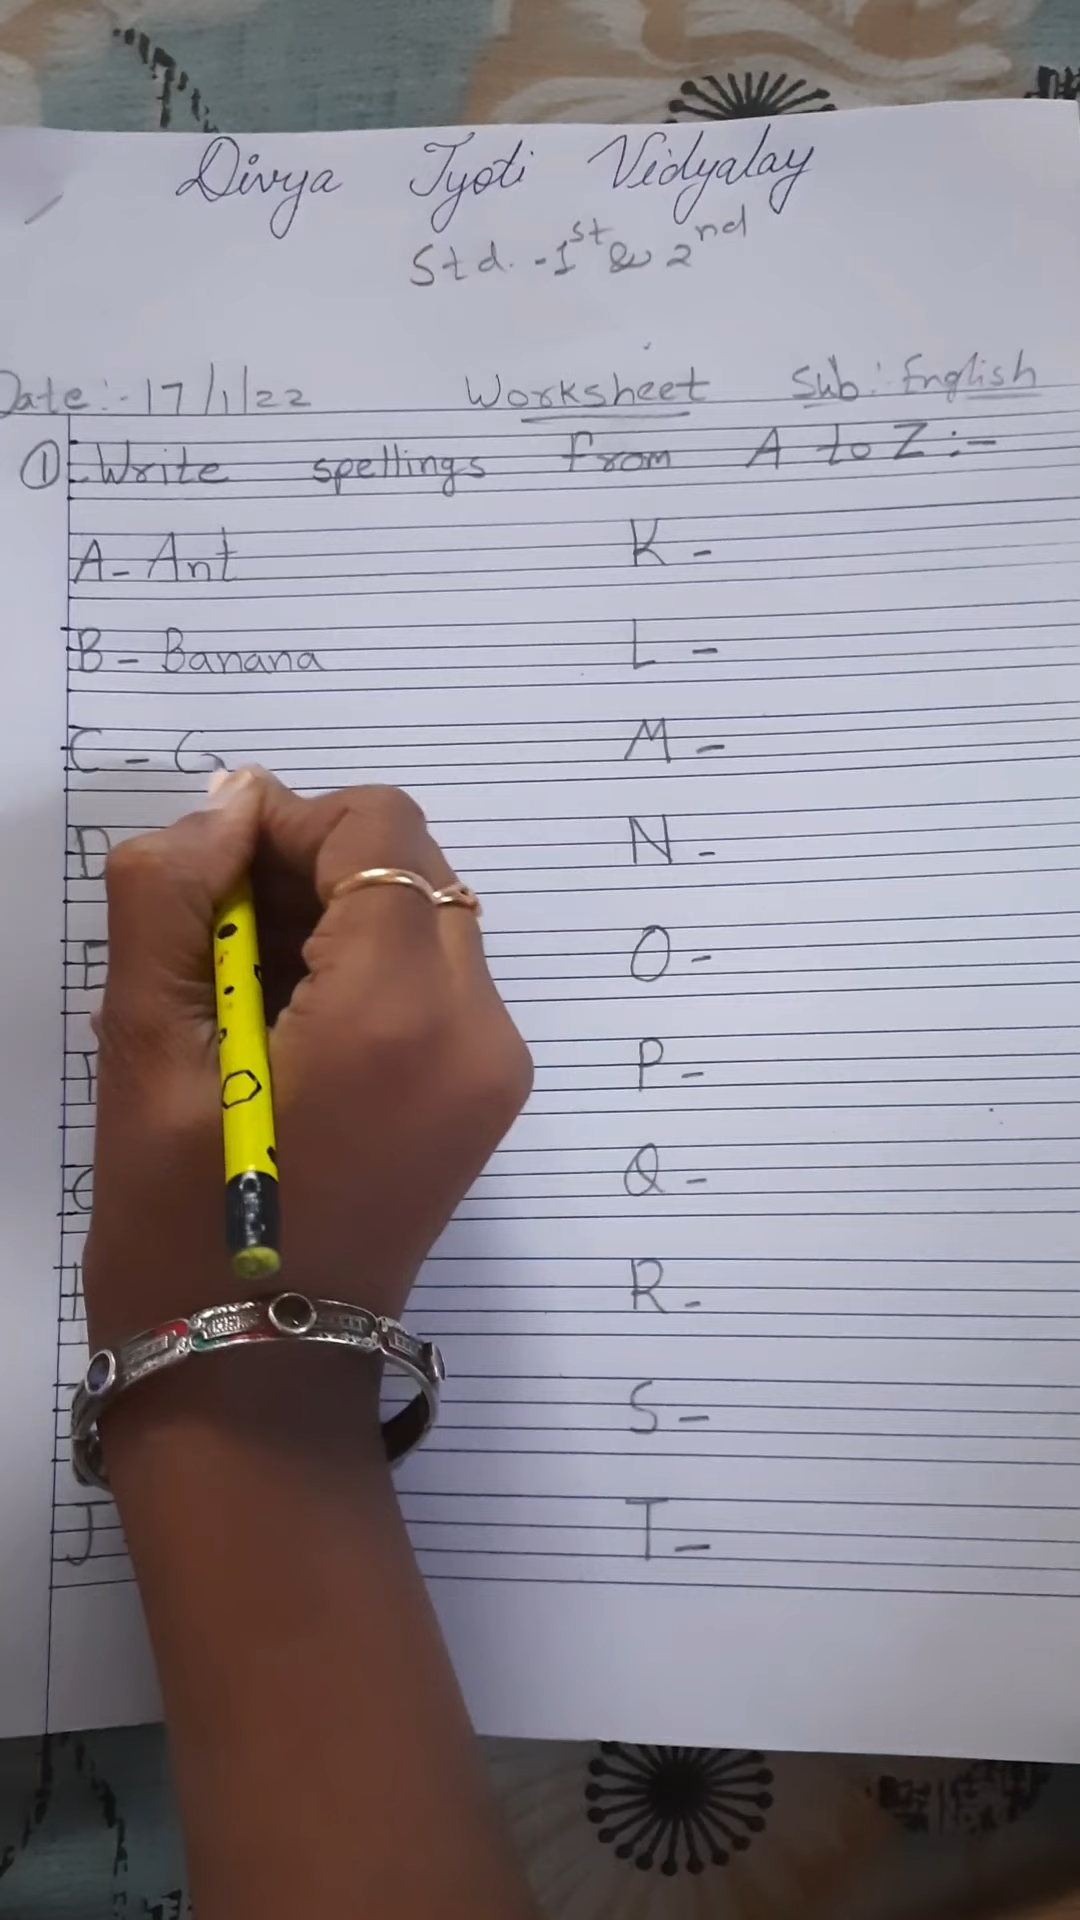 Divya Jyoti Vidyalay
Std. - 1st & 2nd
Date:- 17/1/22 Worksheet Sub: English
① Write spellings from A to Z :-
A - Ant
B - Banana
C - C
D
E
F
G
H
J
K -
L -
M -
N -
O -
P -
Q -
R -
S -
T -